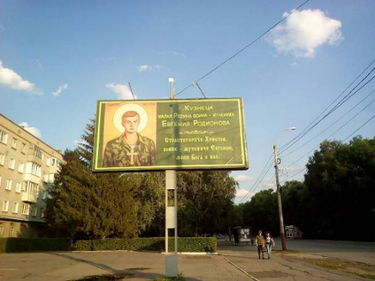 Кузнецк
малая Родина воина - мученика
Евгения Родионова
Страстотерпче Христов,
воине - мучениче Евгение,
моли Бога о нас.